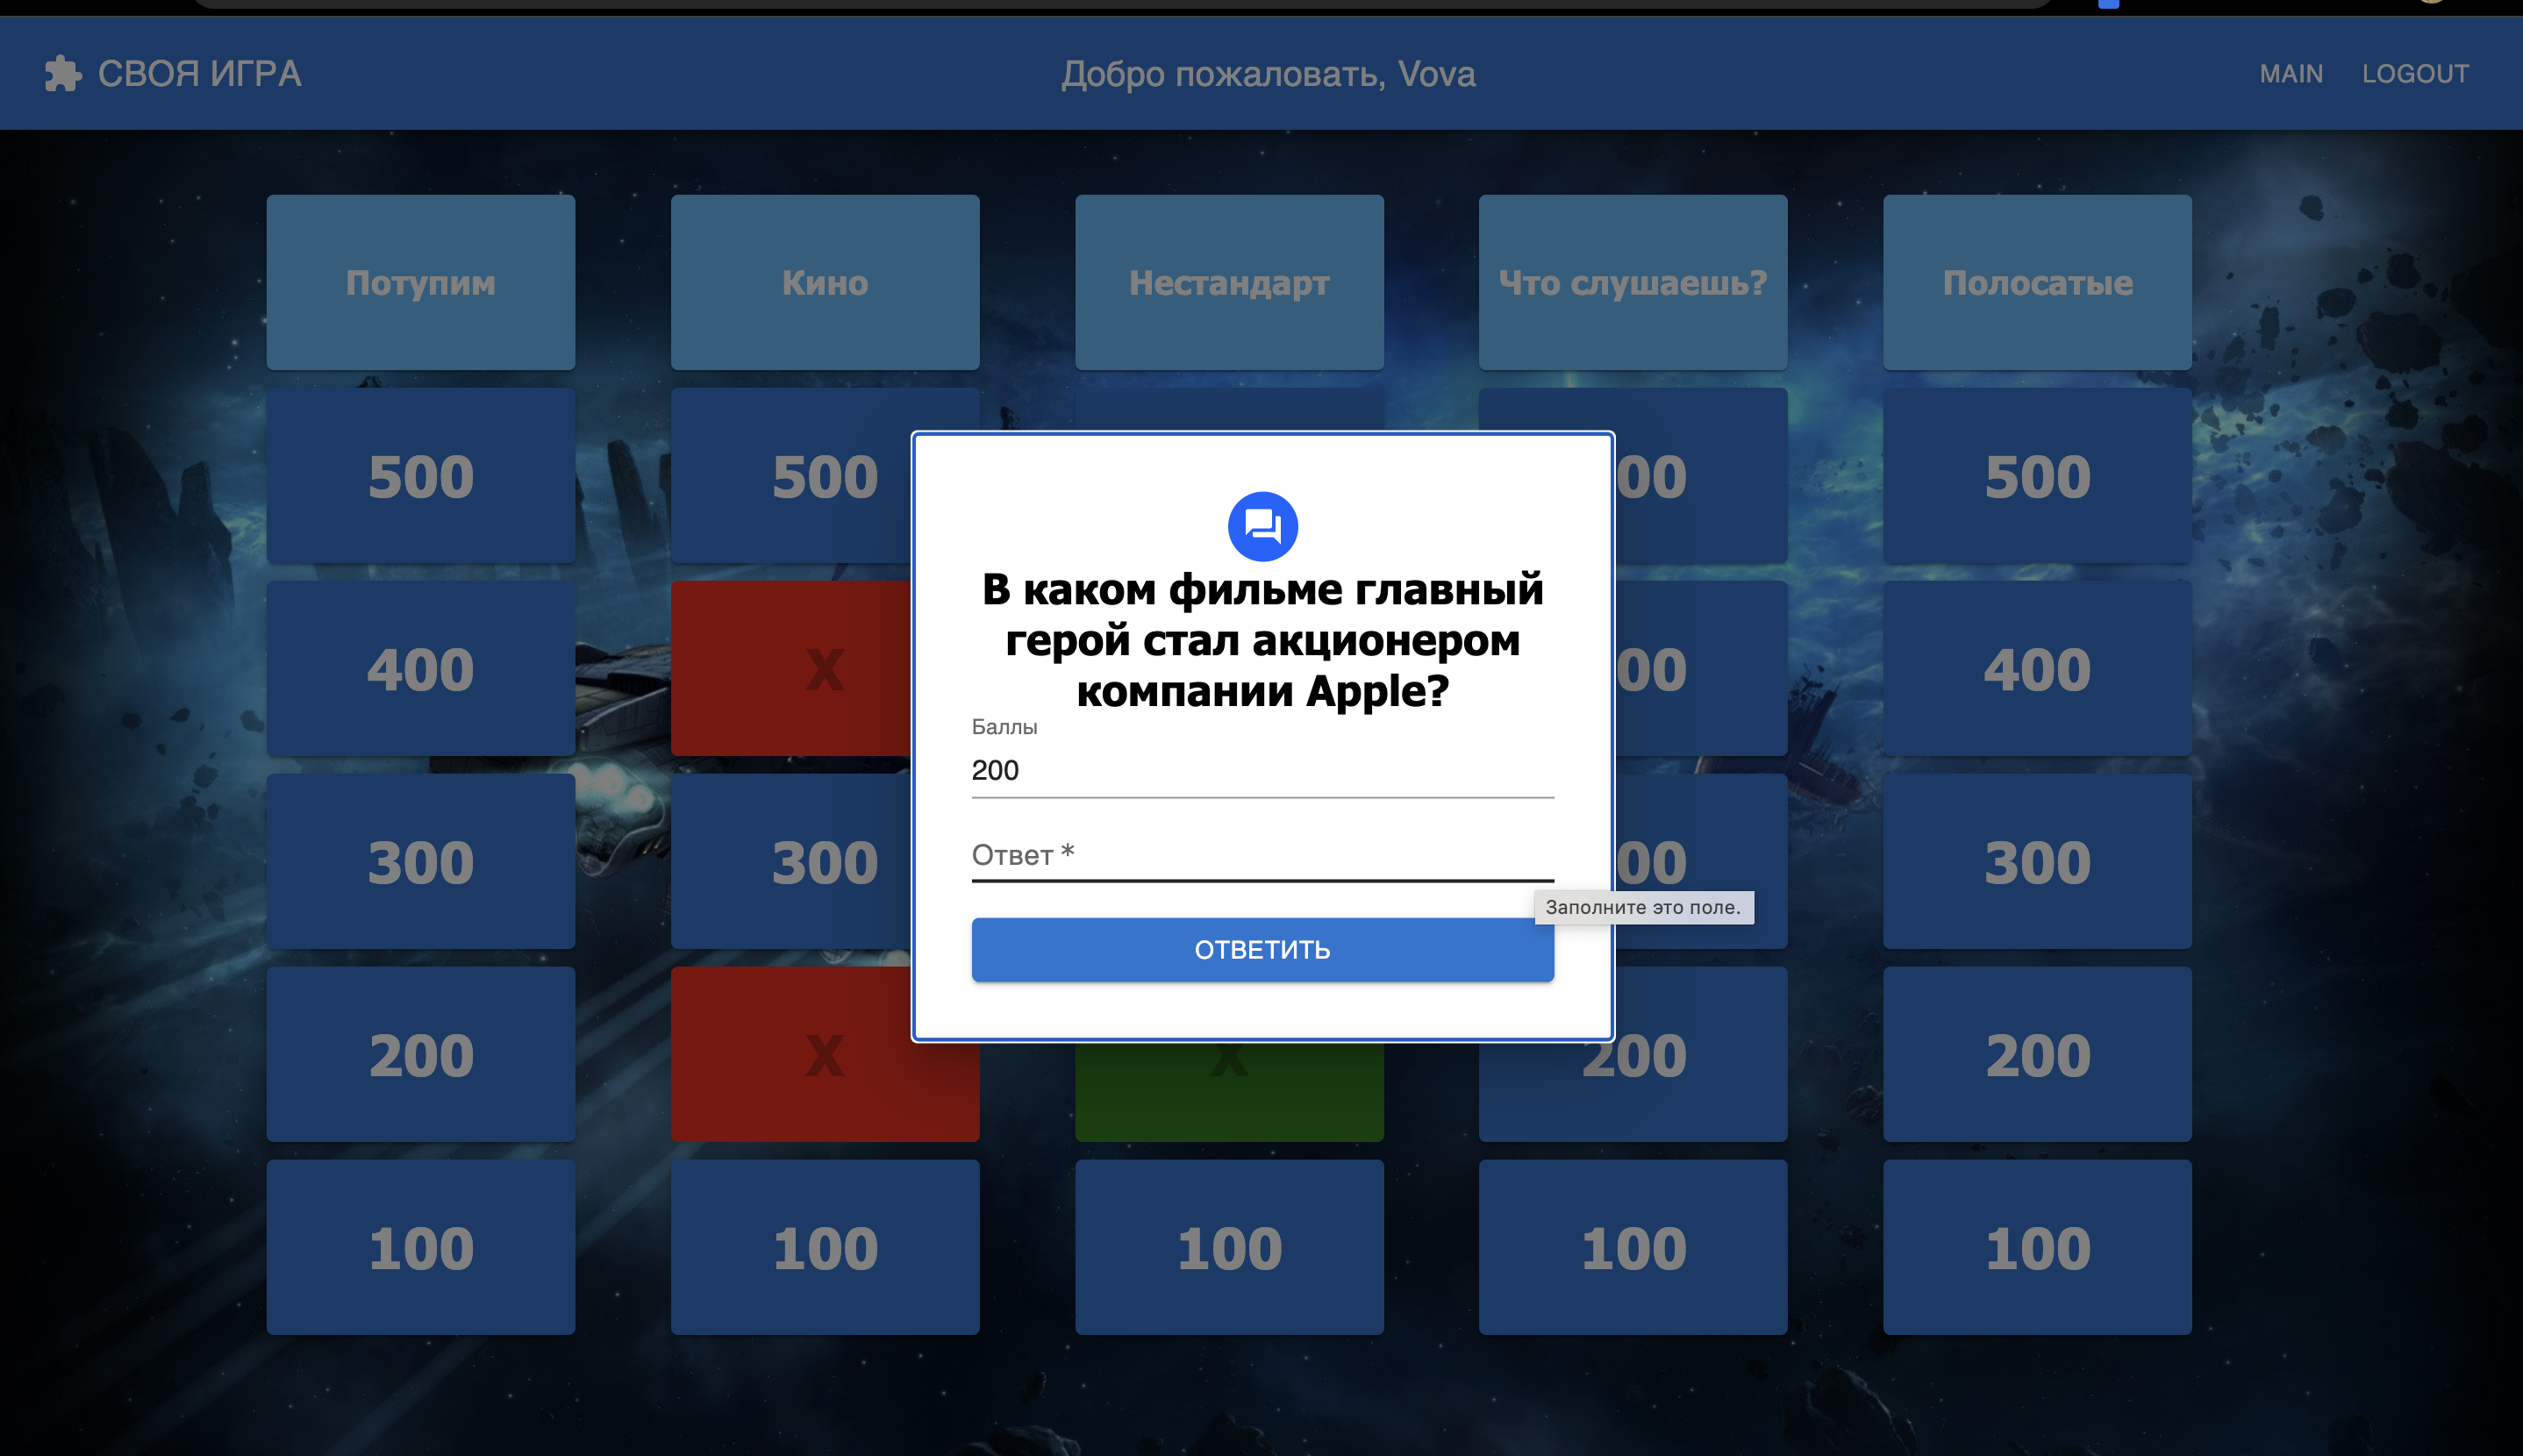 СВОЯ ИГРА
Добро пожаловать, Vova
MAIN LOGOUT
Потупим Кино Нестандарт Что слушаешь? Полосатые
500 500 00 500
В каком фильме главный
герой стал акционером
компании Apple?
400 X 00 400
Баллы
200
300 300 00 300
Ответ *
Заполните это поле.
ОТВЕТИТЬ
200 X X 200 200
100 100 100 100 100